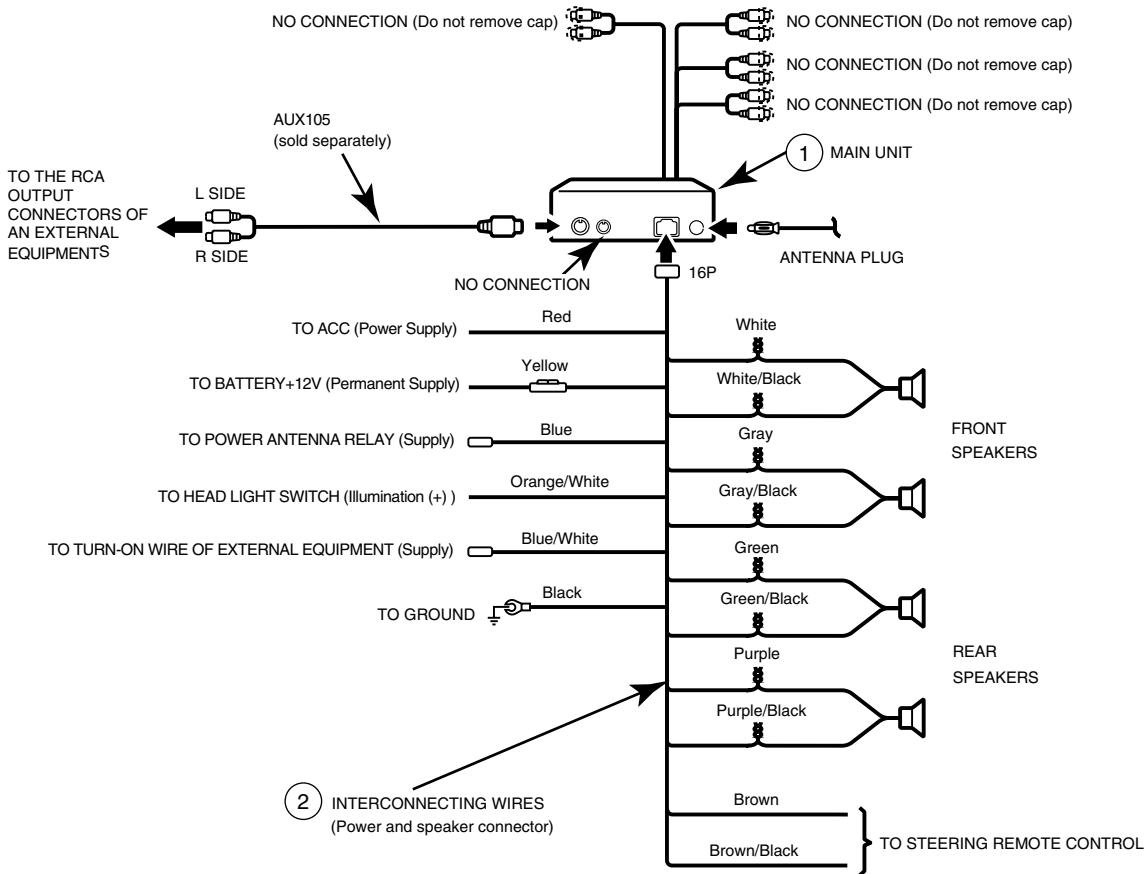 NO CONNECTION (Do not remove cap)
NO CONNECTION (Do not remove cap)
NO CONNECTION (Do not remove cap)
NO CONNECTION (Do not remove cap)
AUX105
(sold separately)
1 MAIN UNIT
TO THE RCA
OUTPUT
CONNECTORS OF
AN EXTERNAL
EQUIPMENTS
L SIDE
R SIDE
NO CONNECTION
ANTENNA PLUG
16P
TO ACC (Power Supply)
Red
TO BATTERY+12V (Permanent Supply)
Yellow
TO POWER ANTENNA RELAY (Supply)
Blue
TO HEAD LIGHT SWITCH (Illumination (+) )
Orange/White
TO TURN-ON WIRE OF EXTERNAL EQUIPMENT (Supply)
Blue/White
TO GROUND
Black
White
White/Black
Gray
Gray/Black
FRONT
SPEAKERS
Green
Green/Black
Purple
Purple/Black
REAR
SPEAKERS
2 INTERCONNECTING WIRES
(Power and speaker connector)
Brown
Brown/Black
TO STEERING REMOTE CONTROL